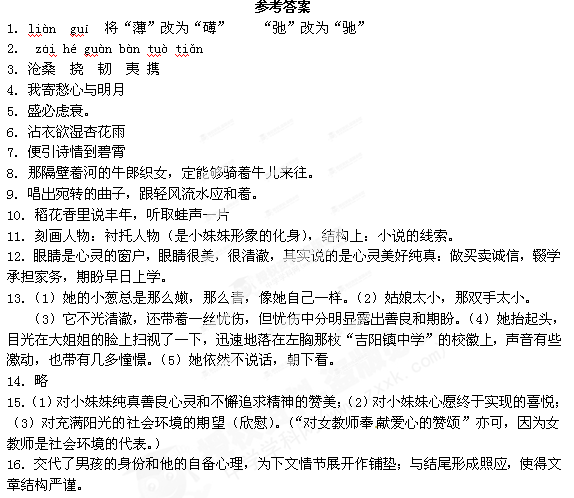 参考答案
1. liàn guí 将“薄”改为“礴” “弛”改为“驰”
2. zǎi hé guàn bàn tuò tiǎn
3. 沧桑 挠 韧 夷 携
4. 我寄愁心与明月
5. 盛必虑衰。
6. 沾衣欲湿杏花雨
7. 便引诗情到碧霄
8. 那隔壁着河的牛郎织女，定能够骑着牛儿来往。
9. 唱出宛转的曲子，跟轻风流水应和着。
10. 稻花香里说丰年，听取蛙声一片
11. 刻画人物：衬托人物（是小妹妹形象的化身），结构上：小说的线索。
12. 眼睛是心灵的窗户，眼睛很美，很清澈，其实说的是心灵美好纯真：做买卖诚信，辍学
承担家务，期盼早日上学。
13.（1）她的小葱总是那么嫩，那么青，像她自己一样。（2）姑娘太小，那双手太小。
（3）它不光清澈，还带着一丝忧伤，但忧伤中分明显露出善良和期盼。（4）她抬起头，
目光在大姐姐的脸上扫视了一下，迅速地落在左胸那枚“吉阳镇中学”的校徽上，声音有些
激动，也带有几多憧憬。（5）她依然不说话，朝下看。
14. 略
15.（1）对小妹妹纯真善良心灵和不懈追求精神的赞美；（2）对小妹妹心愿终于实现的喜悦；
（3）对充满阳光的社会环境的期望（欣慰）。（“对女教师奉献爱心的赞颂”亦可，因为女
教师是社会环境的代表。）
16. 交代了男孩的身份和他的自备心理，为下文情节展开作铺垫；与结尾形成照应，使得文
章结构严谨。